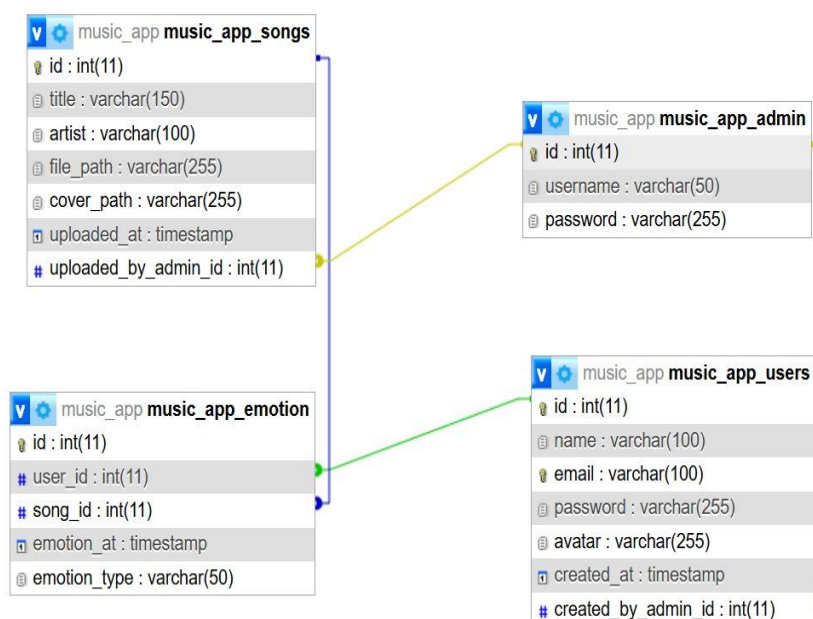 music_app music_app_songs
id : int(11)
title : varchar(150)
artist : varchar(100)
file_path : varchar(255)
cover_path : varchar(255)
uploaded_at : timestamp
uploaded_by_admin_id : int(11)
music_app music_app_admin
id : int(11)
username : varchar(50)
password : varchar(255)
music_app music_app_emotion
id : int(11)
user_id : int(11)
song_id : int(11)
emotion_at : timestamp
emotion_type : varchar(50)
music_app music_app_users
id : int(11)
name : varchar(100)
email : varchar(100)
password : varchar(255)
avatar : varchar(255)
created_at : timestamp
created_by_admin_id : int(11)